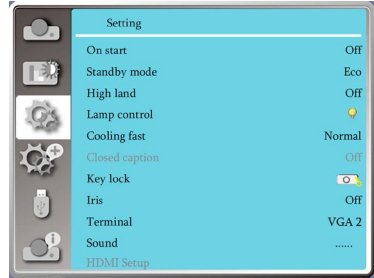 Setting
On start Off
Standby mode Eco
High land Off
Lamp control
Cooling fast Normal
Closed caption Off
Key lock
Iris Off
Terminal VGA 2
Sound ......
HDMI Setup